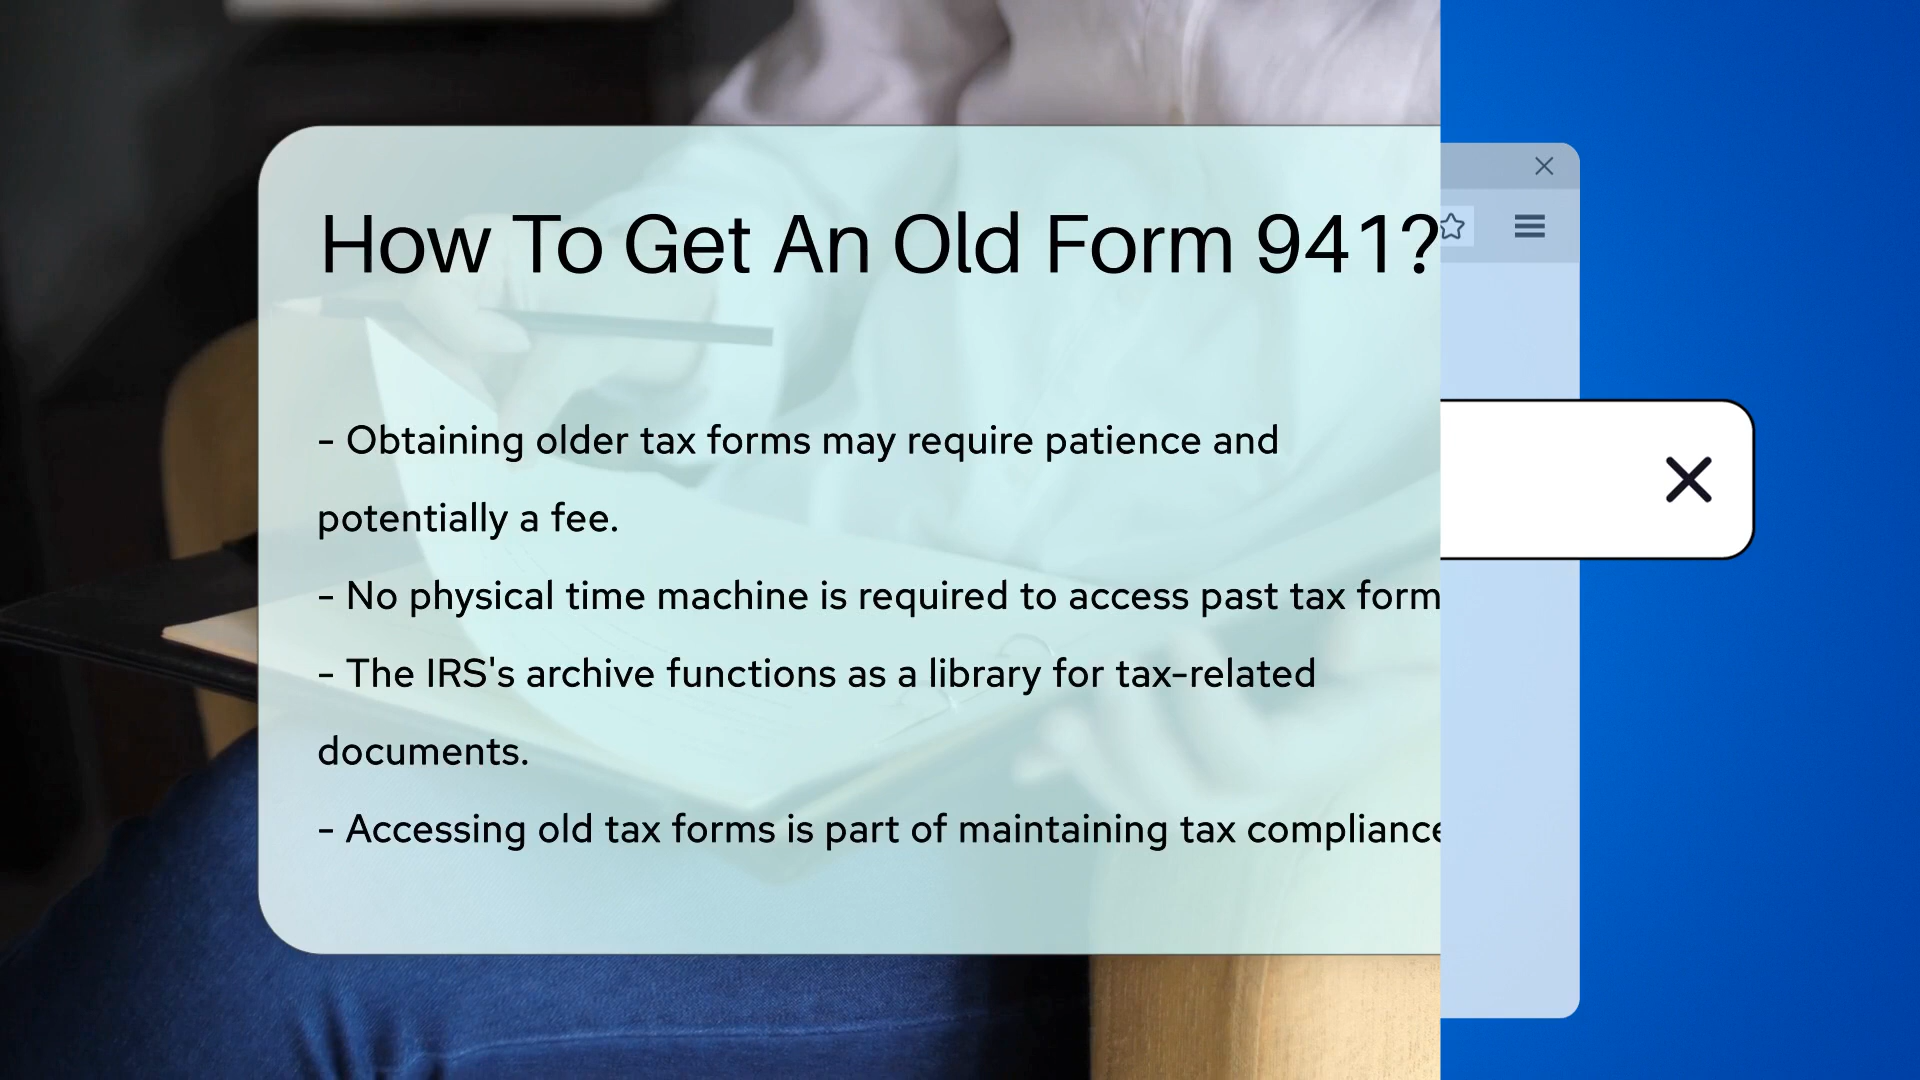 How To Get An Old Form 941?
- Obtaining older tax forms may require patience and
potentially a fee.
- No physical time machine is required to access past tax form
- The IRS's archive functions as a library for tax-related
documents.
- Accessing old tax forms is part of maintaining tax compliance